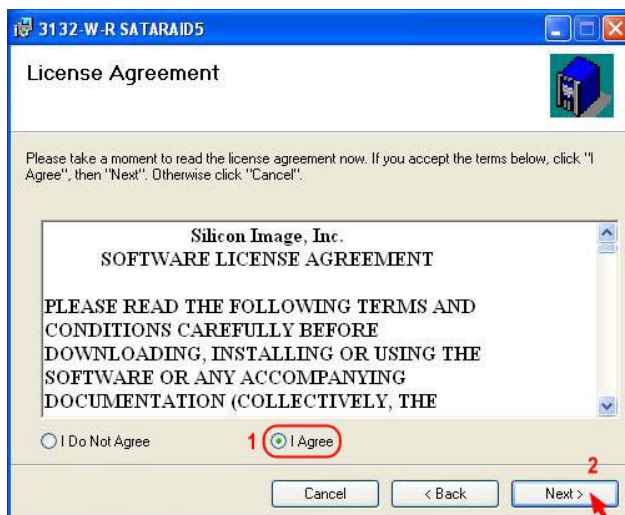 3132-W-R SATARAID5
License Agreement
Please take a moment to read the license agreement now. If you accept the terms below, click "I
Agree", then "Next". Otherwise click "Cancel".
Silicon Image, Inc.
SOFTWARE LICENSE AGREEMENT
PLEASE READ THE FOLLOWING TERMS AND
CONDITIONS CAREFULLY BEFORE
DOWNLOADING, INSTALLING OR USING THE
SOFTWARE OR ANY ACCOMPANYING
DOCUMENTATION (COLLECTIVELY, THE
I Do Not Agree
1
I Agree
2
Cancel
< Back
Next >